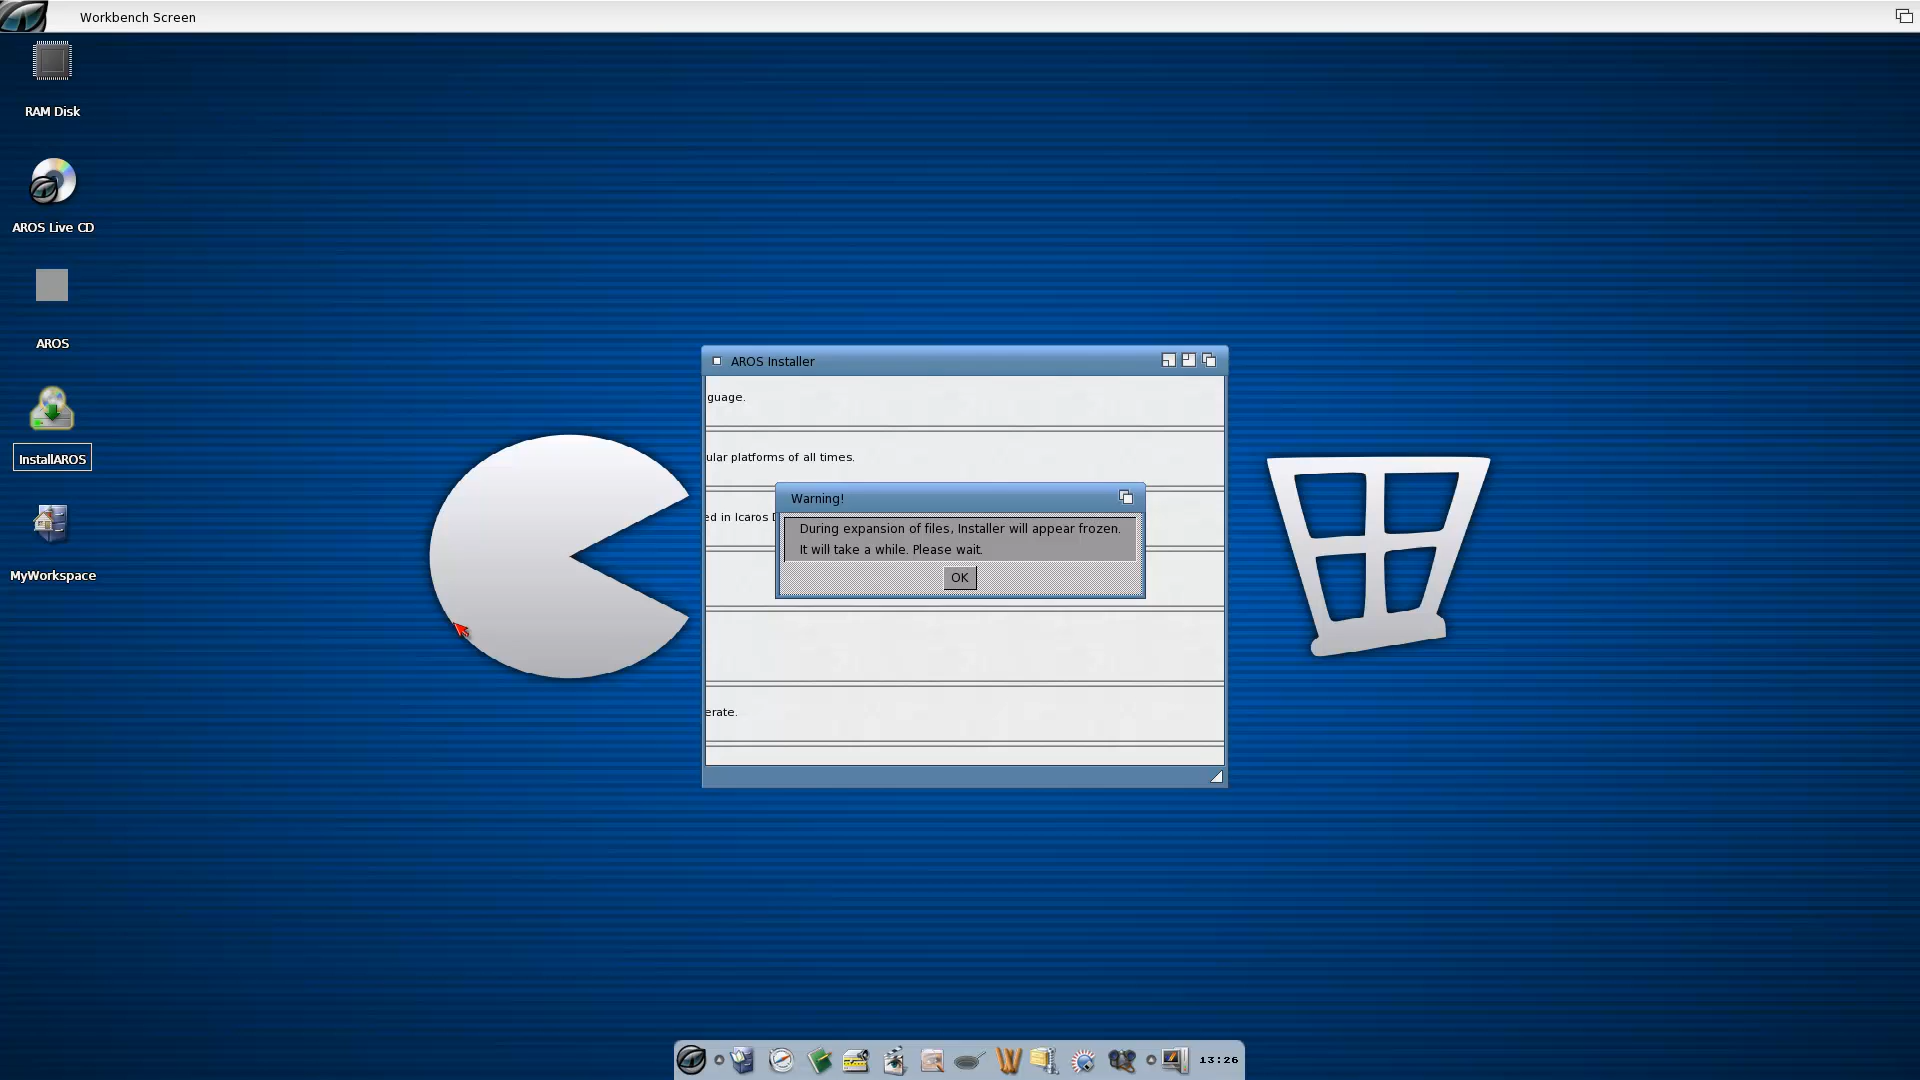 Workbench Screen
RAM Disk
AROS Live CD
AROS
InstallAROS
MyWorkspace
AROS Installer
guage.
ular platforms of all times.
ed in Icaros D
erate.
Warning!
During expansion of files, Installer will appear frozen.
It will take a while. Please wait.
OK
13:26